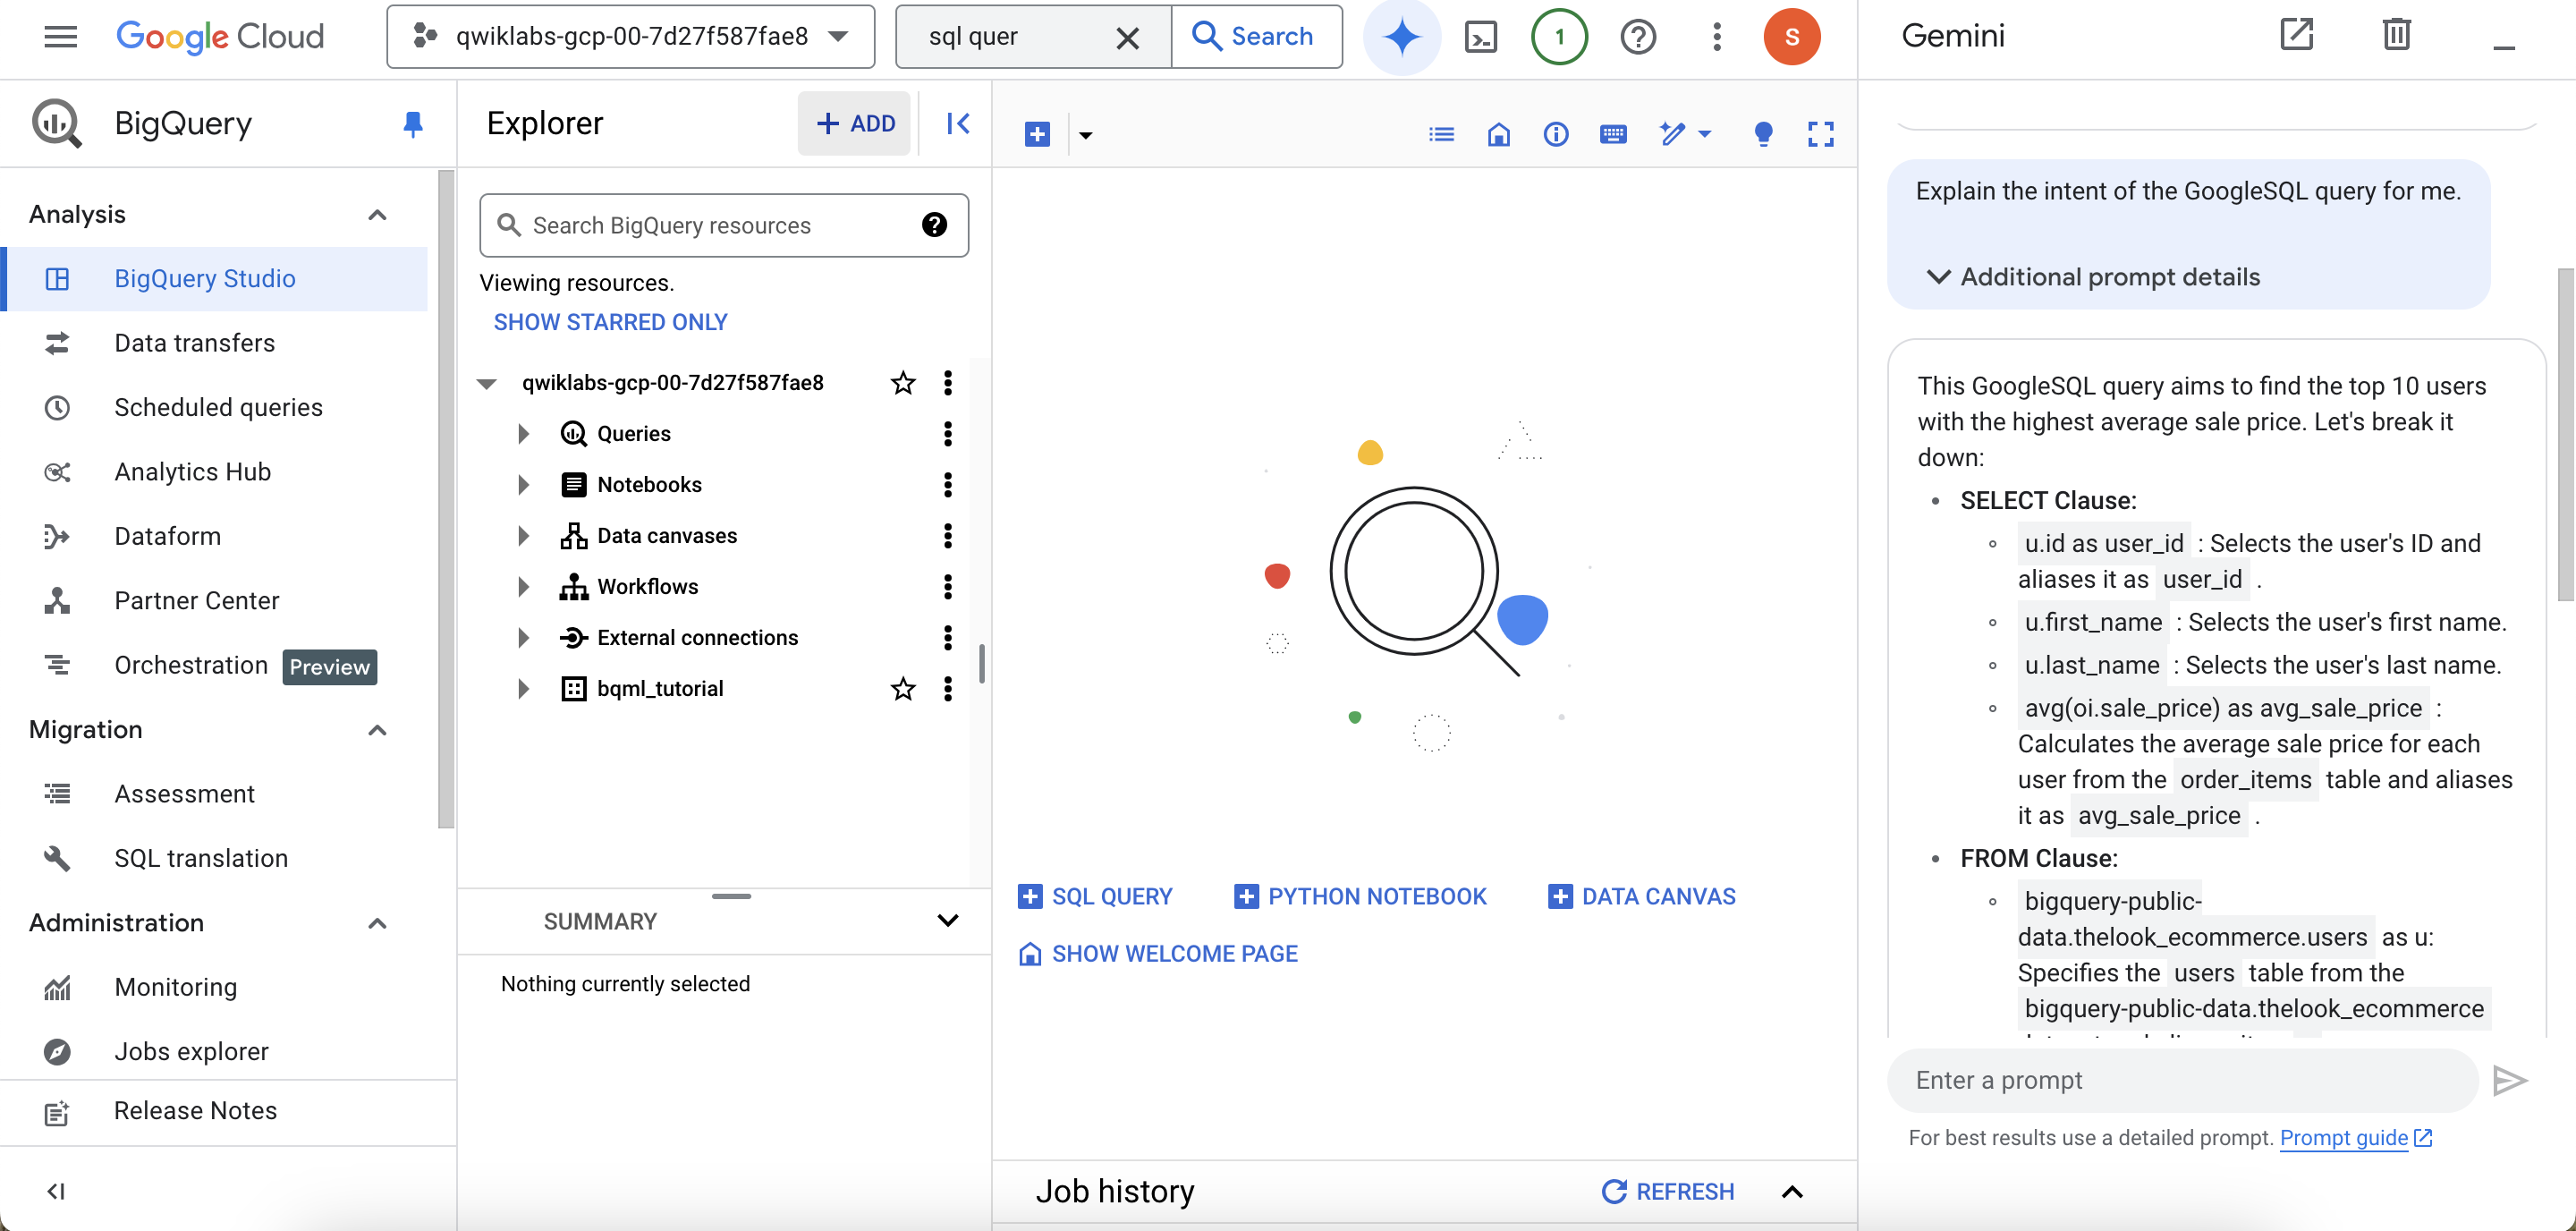 Google Cloud
qwiklabs-gcp-00-7d27f587fae8
sql quer
Search
1
S
Gemini
BigQuery
Analysis
BigQuery Studio
Data transfers
Scheduled queries
Analytics Hub
Dataform
Partner Center
Orchestration Preview
Migration
Assessment
SQL translation
Administration
Monitoring
Jobs explorer
Release Notes
Explorer
ADD
Search BigQuery resources
Viewing resources.
SHOW STARRED ONLY
qwiklabs-gcp-00-7d27f587fae8
Queries
Notebooks
Data canvases
Workflows
External connections
bqml_tutorial
SUMMARY
Nothing currently selected
SQL QUERY
PYTHON NOTEBOOK
DATA CANVAS
SHOW WELCOME PAGE
Job history
REFRESH
Explain the intent of the GoogleSQL query for me.
Additional prompt details
This GoogleSQL query aims to find the top 10 users
with the highest average sale price. Let's break it
down:
• SELECT Clause:
u.id as user_id : Selects the user's ID and
aliases it as user_id .
u.first_name : Selects the user's first name.
u.last_name : Selects the user's last name.
avg(oi.sale_price) as avg_sale_price :
Calculates the average sale price for each
user from the order_items table and aliases
it as avg_sale_price .
• FROM Clause:
bigquery-public-
data.thelook_ecommerce.users as u:
Specifies the users table from the
bigquery-public-data.thelook_ecommerce
Enter a prompt
For best results use a detailed prompt. Prompt guide